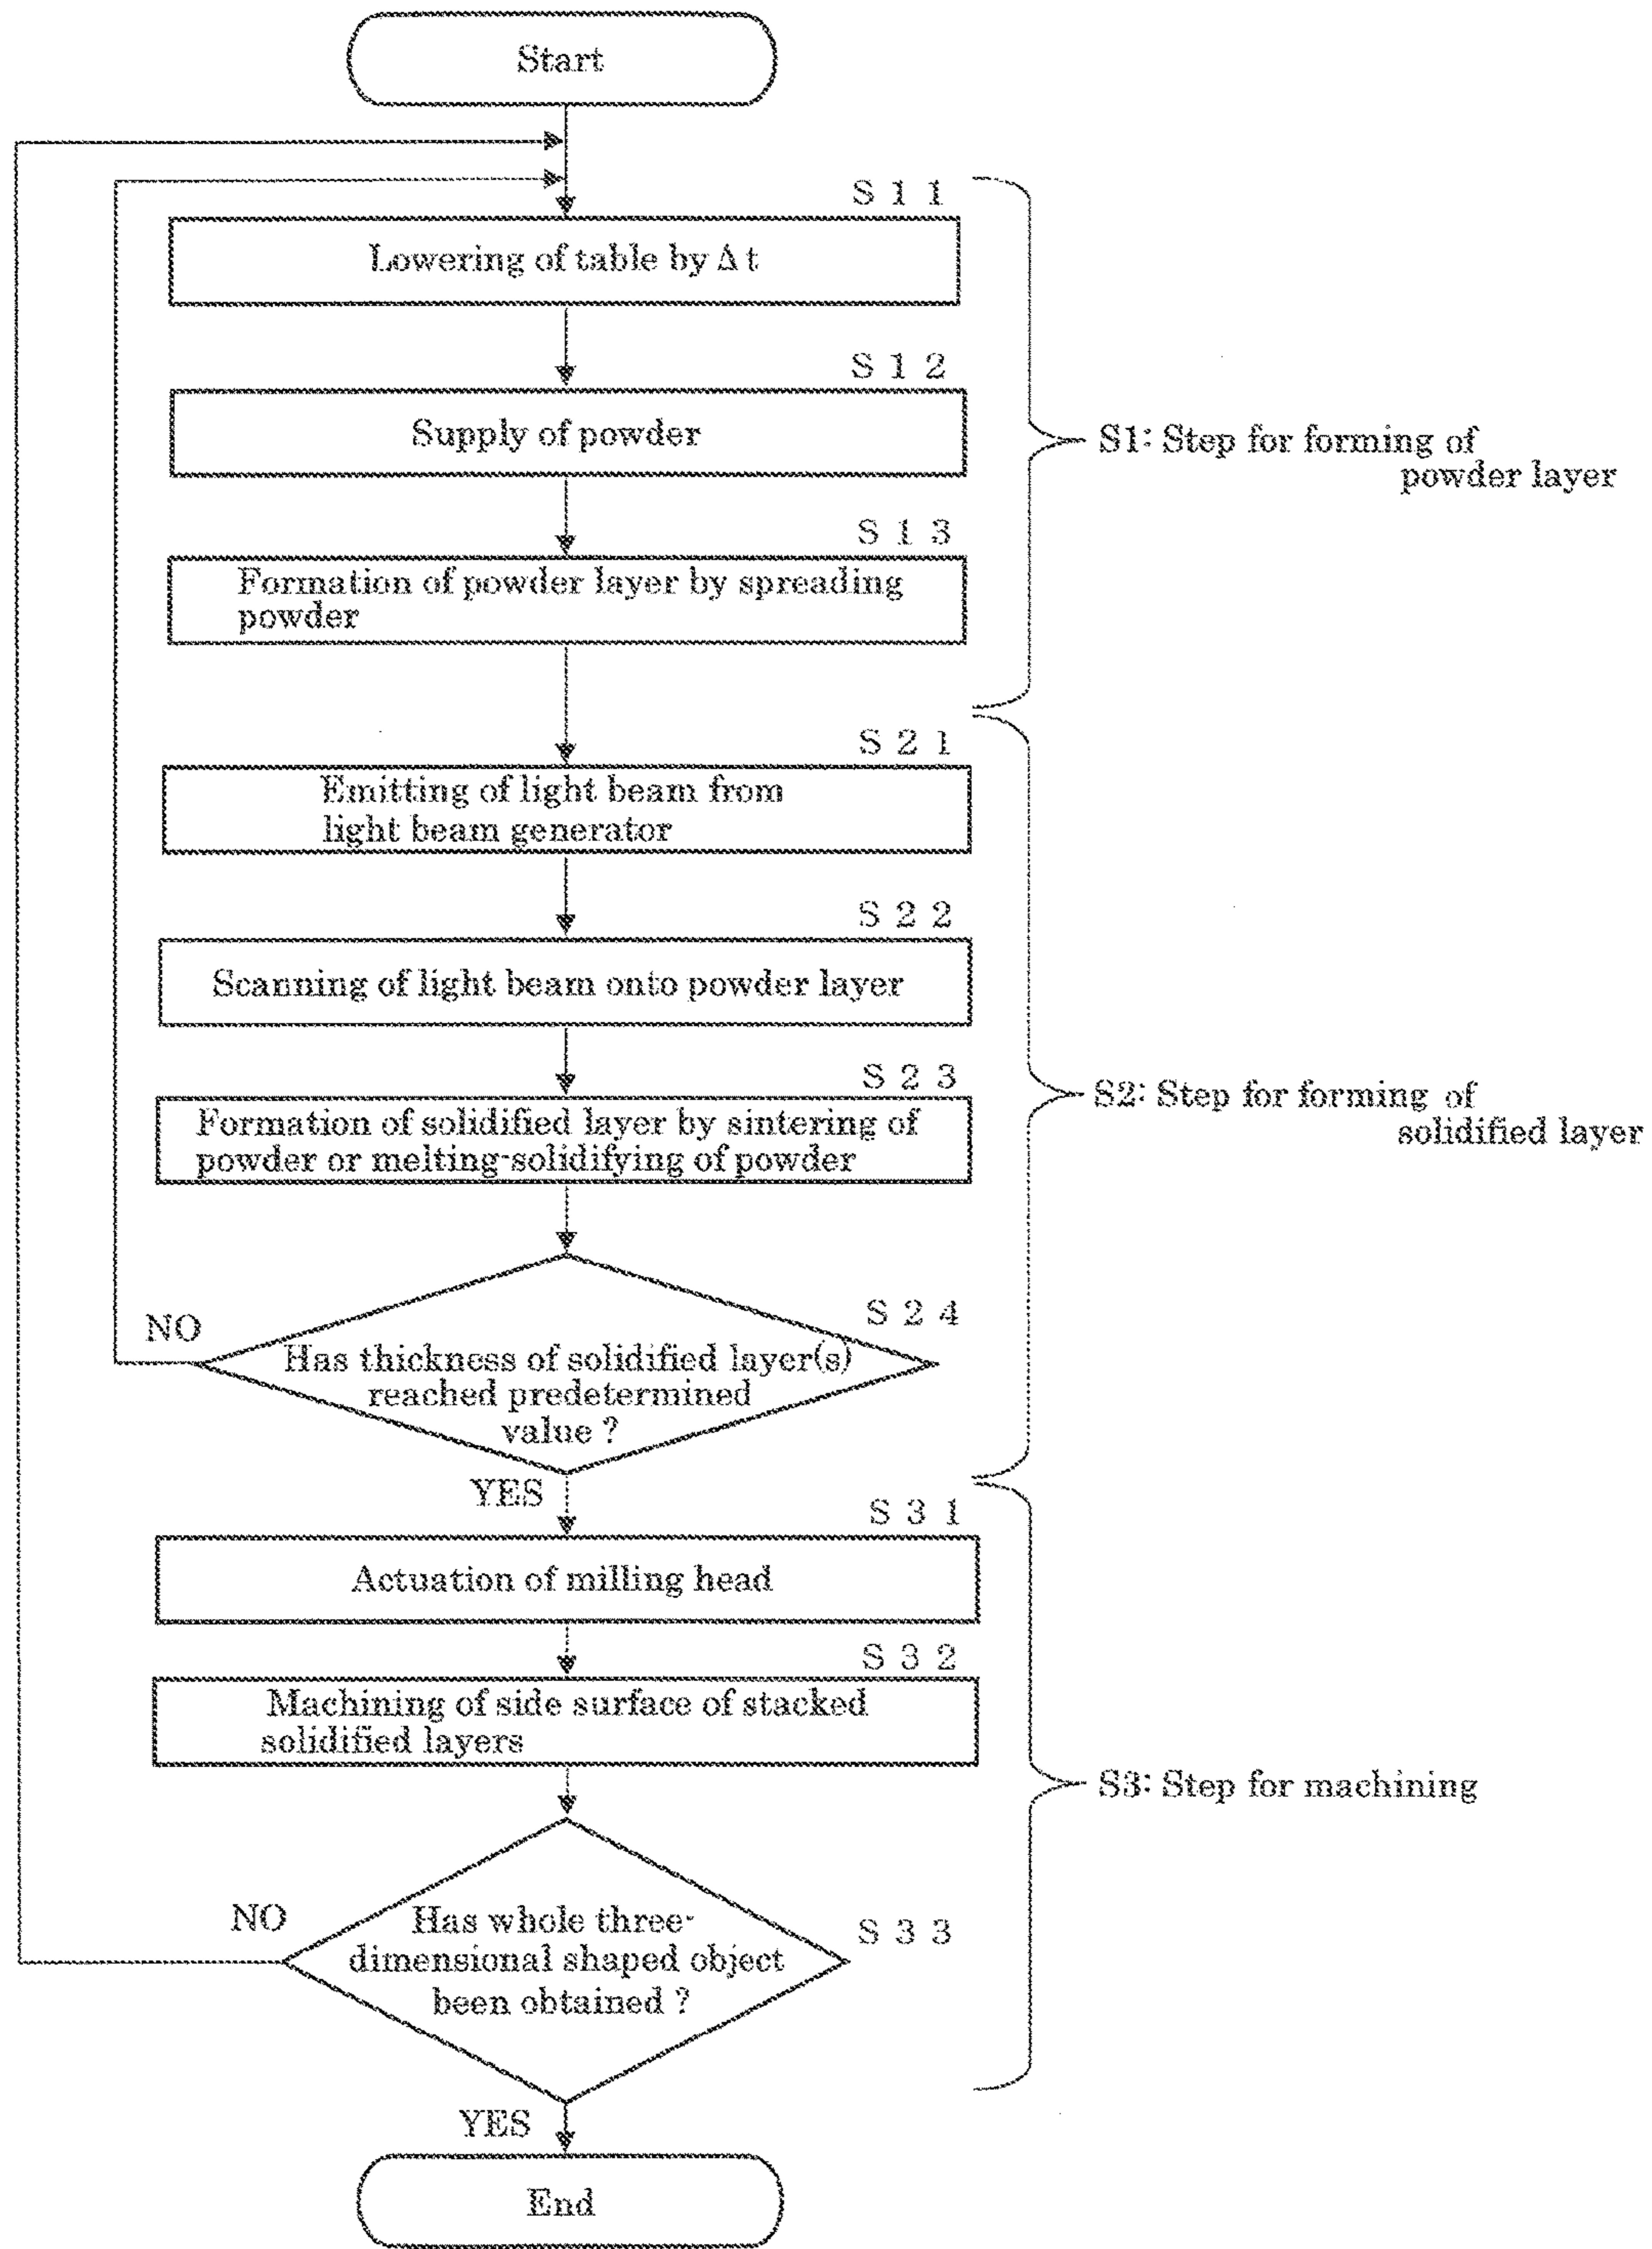 Start
S 1 1
Lowering of table by Δ t
S 1 2
Supply of powder
S1: Step for forming of
powder layer
S 1 3
Formation of powder layer by spreading
powder
S 2 1
Emitting of light beam from
light beam generator
S 2 2
Scanning of light beam onto powder layer
S 2 3
Formation of solidified layer by sintering of
powder or melting-solidifying of powder
S2: Step for forming of
solidified layer
NO
S 2 4
Has thickness of solidified layer(s)
reached predetermined
value ?
YES
S 3 1
Actuation of milling head
S 3 2
Machining of side surface of stacked
solidified layers
S3: Step for machining
NO
S 3 3
Has whole three-
dimensional shaped object
been obtained ?
YES
End